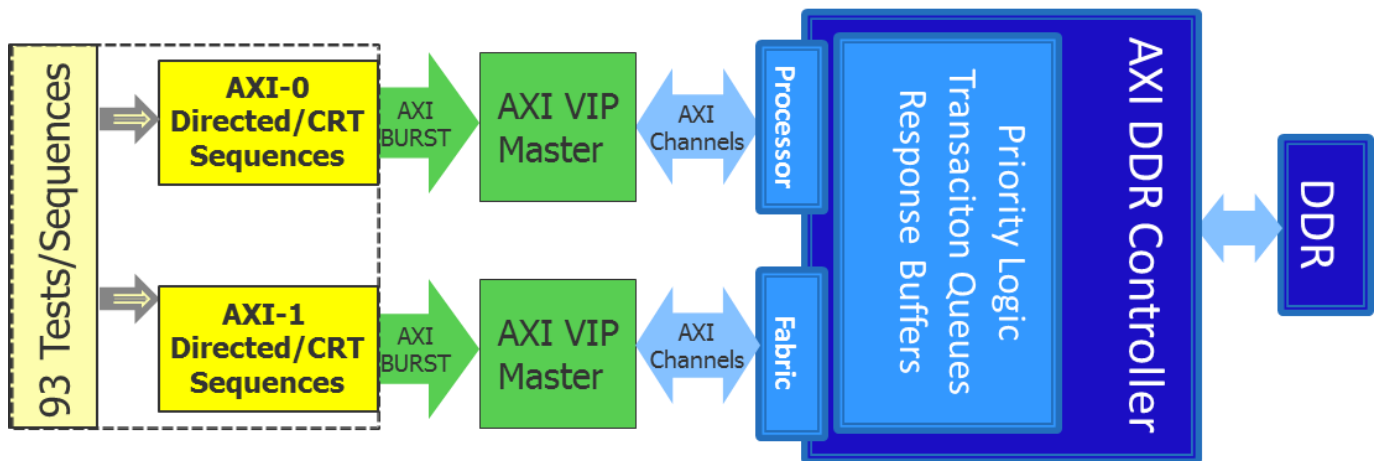 93 Tests/Sequences
AXI-0
Directed/CRT
Sequences
AXI
BURST
AXI VIP
Master
AXI
Channels
Processor
AXI-1
Directed/CRT
Sequences
AXI
BURST
AXI VIP
Master
AXI
Channels
Fabric
Priority Logic
Transaciton Queues
Response Buffers
AXI DDR Controller
DDR